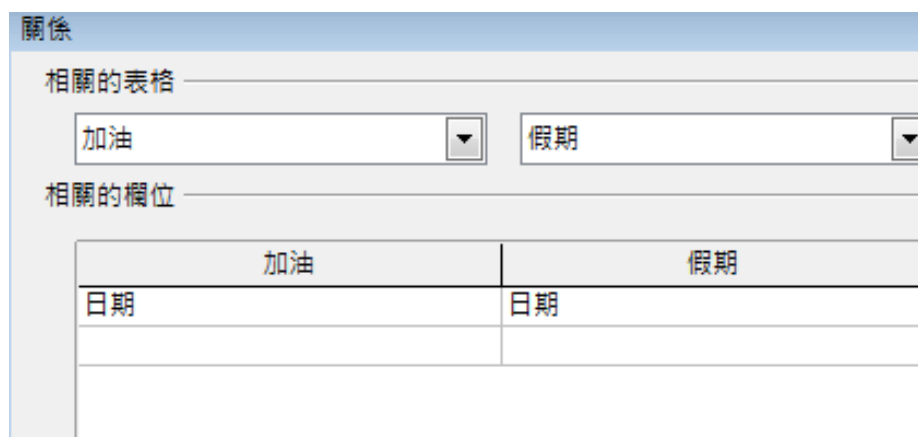 關係
相關的表格
加油 假期
相關的欄位
加油 假期
日期 日期